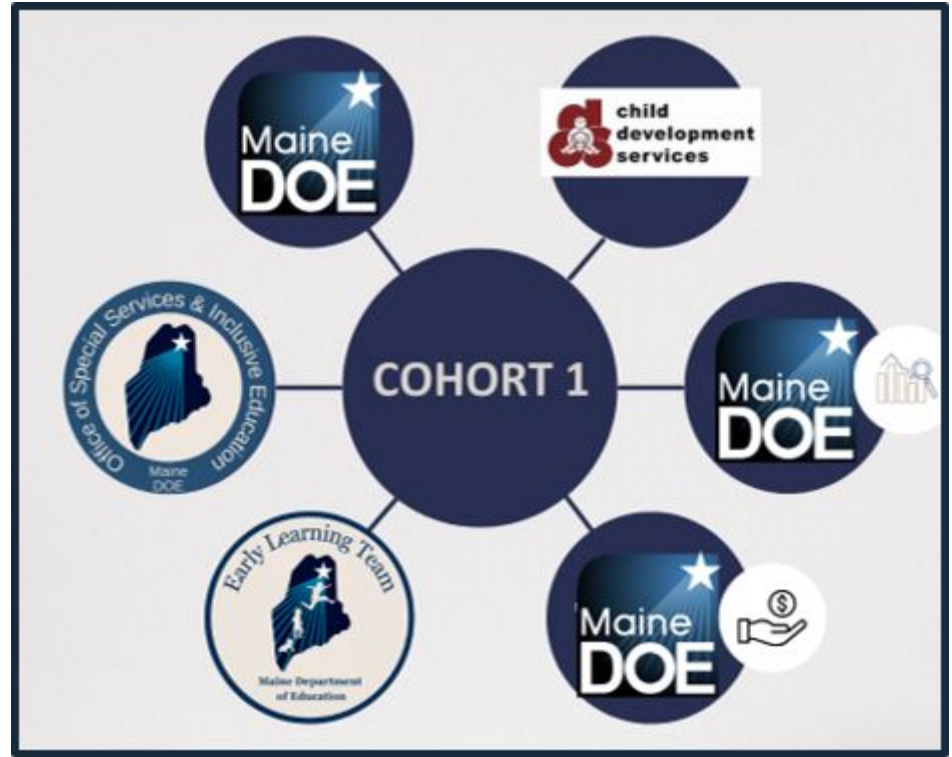 Maine
DOE
child
development
services
Office of Special Services & Inclusive Education
Maine
DOE
COHORT 1
Maine
DOE
Early Learning Team
Maine Department
of Education
Maine
DOE
$